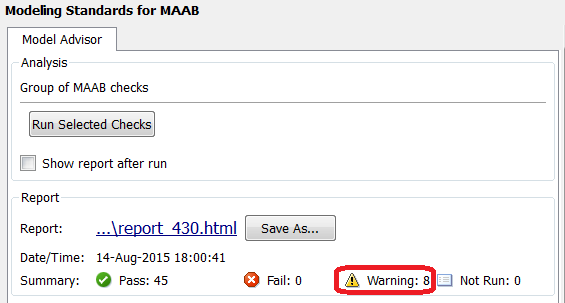 Modeling Standards for MAAB
Model Advisor
Analysis
Group of MAAB checks
Run Selected Checks
Show report after run
Report
Report: ...\report_430.html Save As...
Date/Time: 14-Aug-2015 18:00:41
Summary: Pass: 45 Fail: 0 Warning: 8 Not Run: 0